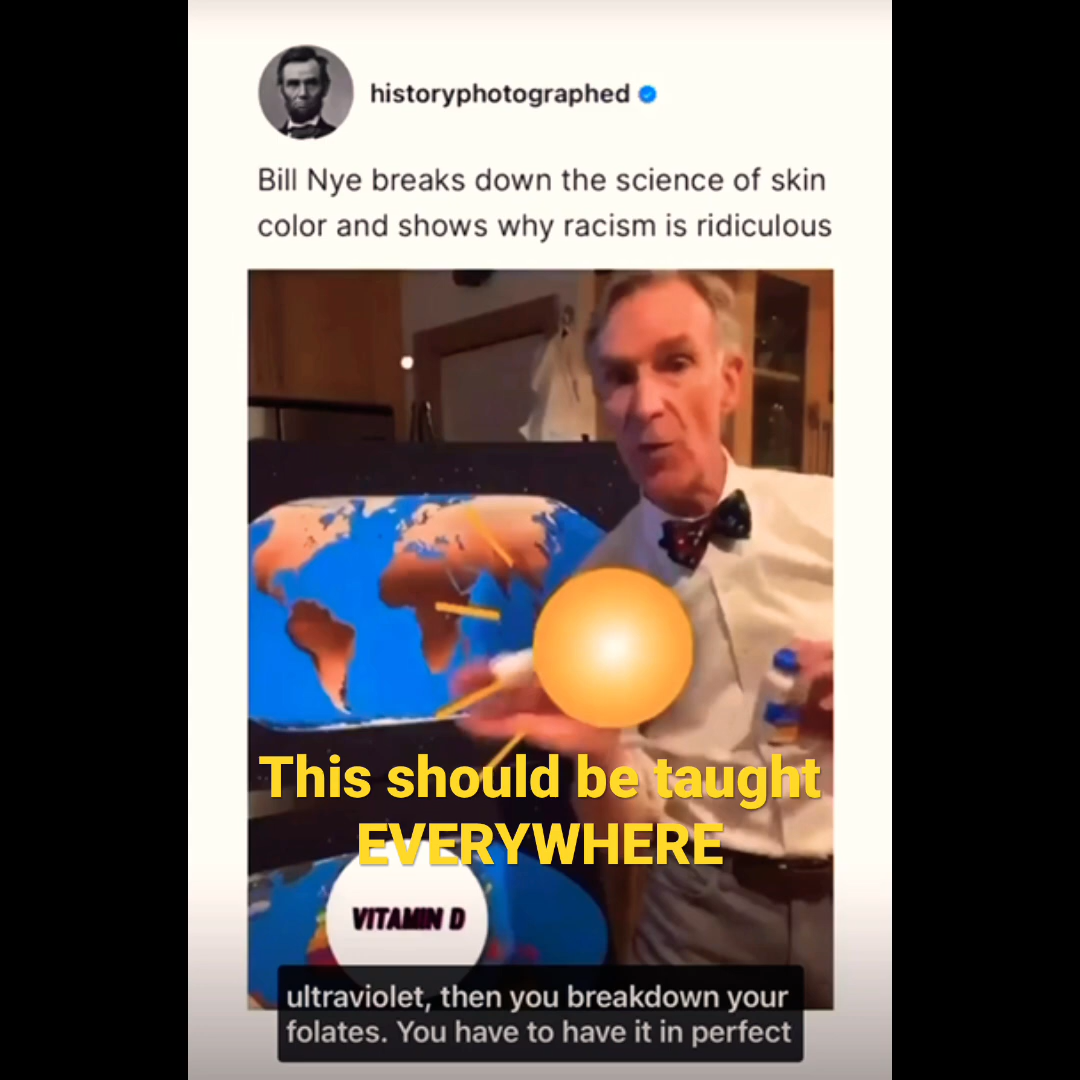 historyphotographed
Bill Nye breaks down the science of skin
color and shows why racism is ridiculous
This should be taught
EVERYWHERE
VITAMIN D
ultraviolet, then you breakdown your
folates. You have to have it in perfect